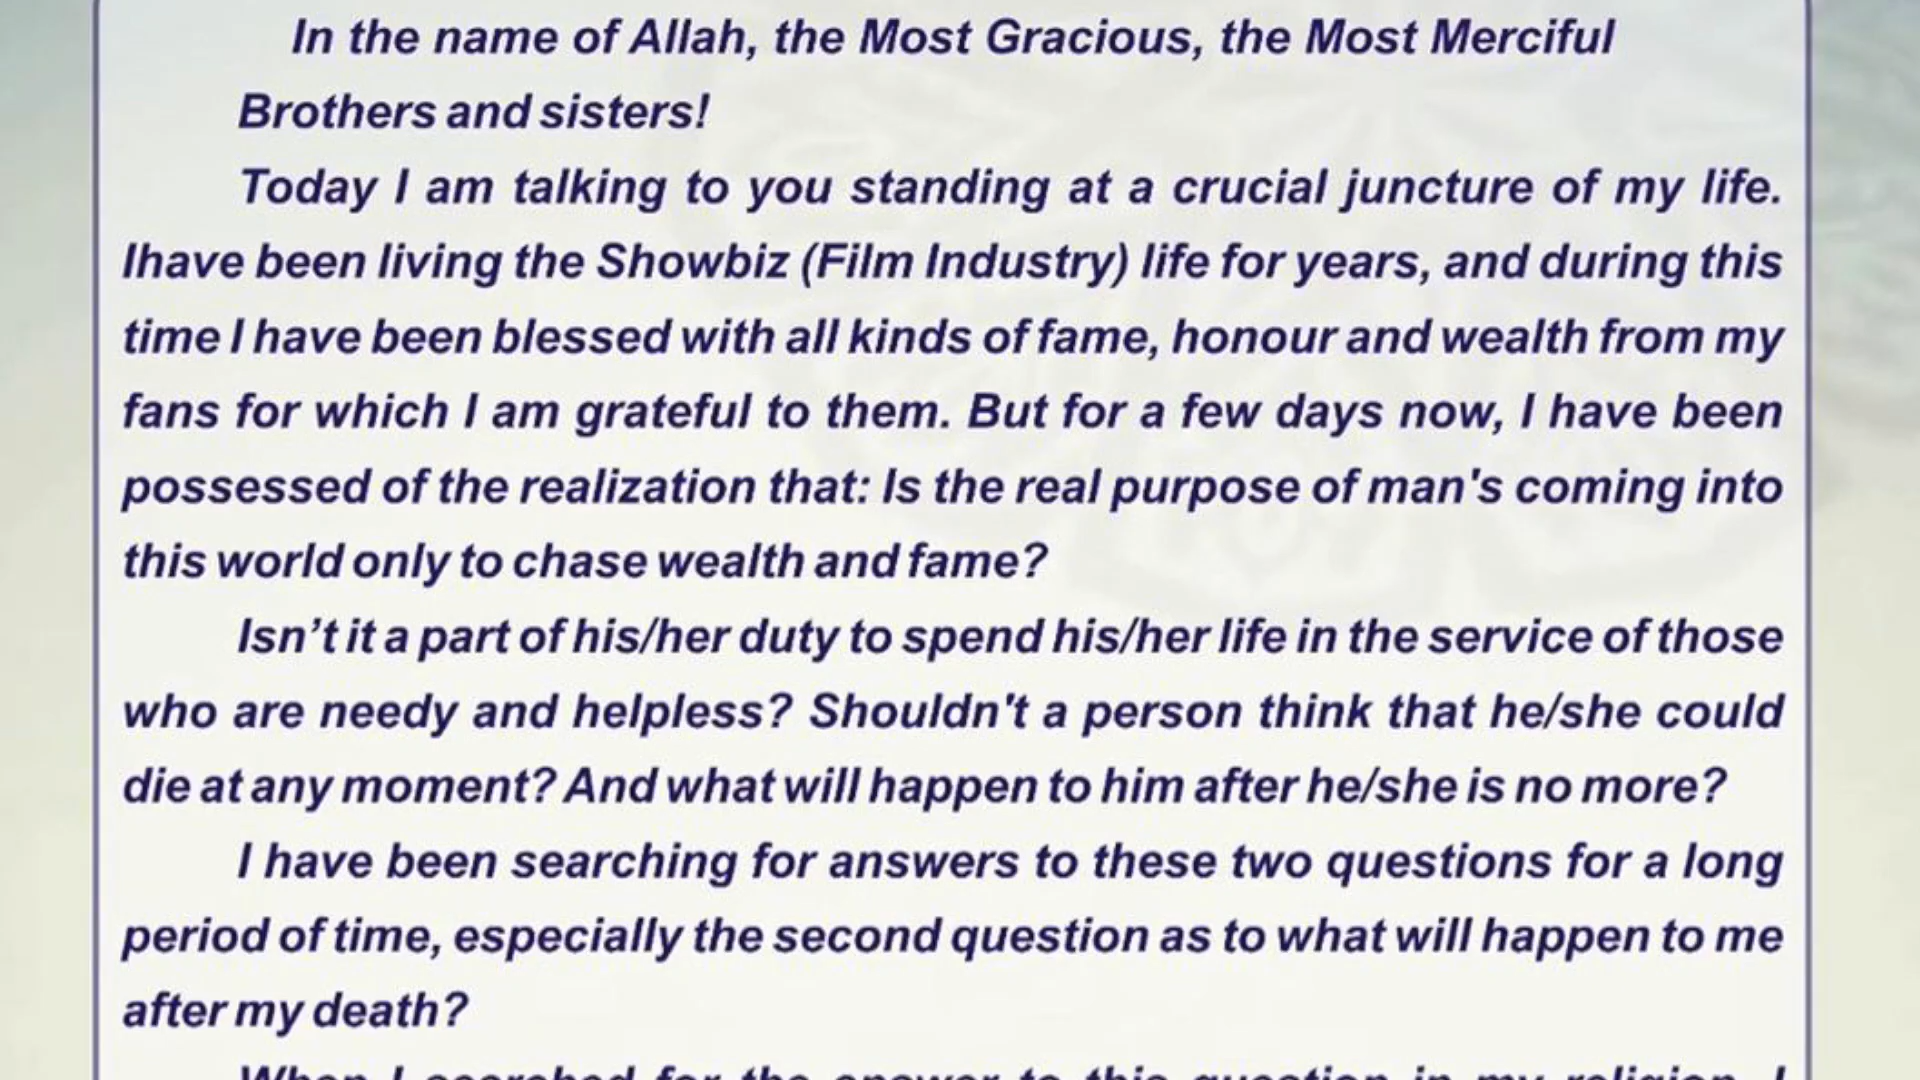 In the name of Allah, the Most Gracious, the Most Merciful
Brothers and sisters!
Today I am talking to you standing at a crucial juncture of my life.
Ihave been living the Showbiz (Film Industry) life for years, and during this
time I have been blessed with all kinds of fame, honour and wealth from my
fans for which I am grateful to them. But for a few days now, I have been
possessed of the realization that: Is the real purpose of man's coming into
this world only to chase wealth and fame?
Isn’t it a part of his/her duty to spend his/her life in the service of those
who are needy and helpless? Shouldn't a person think that he/she could
die at any moment? And what will happen to him after he/she is no more?
I have been searching for answers to these two questions for a long
period of time, especially the second question as to what will happen to me
after my death?
When I searched for the answer to this question in my religion, I